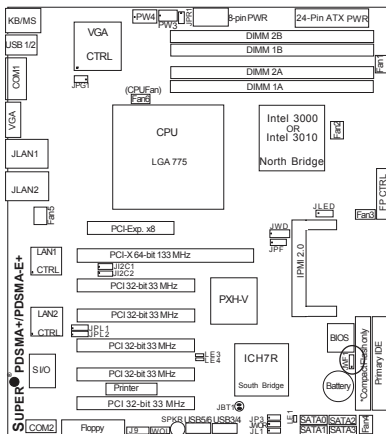 KB/MS
USB 1/2
COM1
VGA
JLAN1
JLAN2
Fan5
LAN1
CTRL
LAN2
CTRL
S I/O
SUPER® PDSMA+/PDSMA-E+
COM2
Floppy
VGA
CTRL
JPG1
PW4
PW3
JPR1
8-pin PWR
24-Pin ATX PWR
DIMM 2B
DIMM 1B
DIMM 2A
DIMM 1A
Fan1
(CPUFan)
Fan6
CPU
LGA 775
Intel 3000
OR
Intel 3010
North Bridge
Fan2
JLED
Fan3
FP CTRL
JWD
JPF
IPMI 2.0
PCI-Exp. x8
PCI-X 64-bit 133 MHz
JI2C1
JI2C2
PCI 32-bit 33 MHz
PCI 32-bit 33 MHz
JPL1
JPL2
PCI 32-bit 33 MHz
PCI 32-bit 33 MHz
Printer
PCI 32-bit 33 MHz
PXH-V
LE3
LE4
ICH7R
South Bridge
BIOS
JWF1
Battery
*CompactFlash only
Primary IDE
JBT1
J9
WOL
SPKR
USB5/6
USB3/4
JP3
WOR
JL1
LE1
SATA0
SATA2
SATA1
SATA3
Fan4